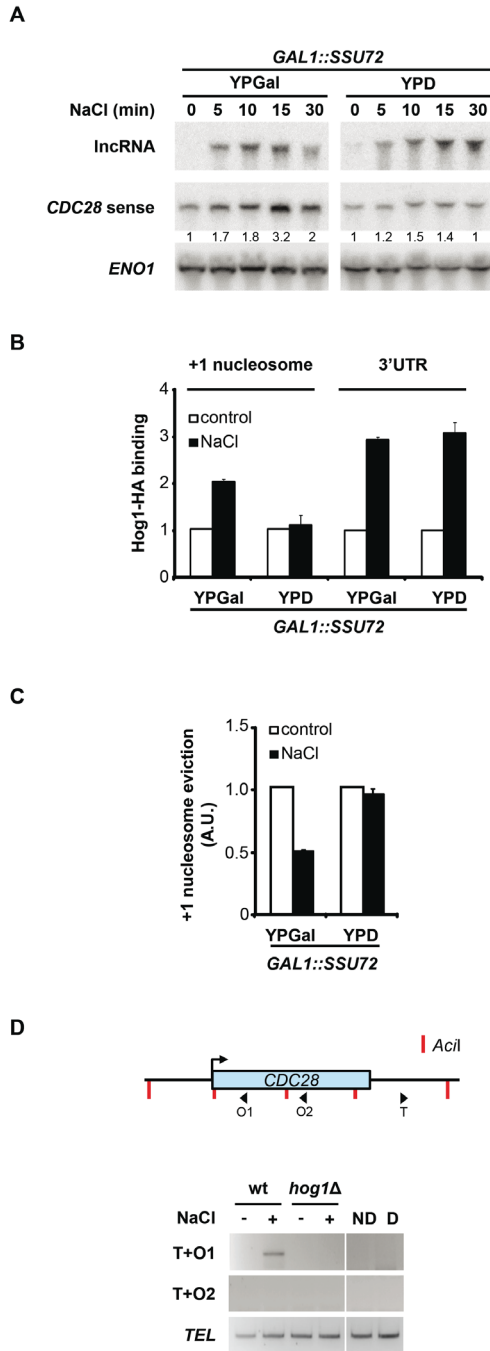 A
GAL1::SSU72
YPGal YPD
NaCl (min) 0 5 10 15 30 0 5 10 15 30
lncRNA
CDC28 sense
1 1.7 1.8 3.2 2 1 1.2 1.5 1.4 1
ENO1
B
+1 nucleosome 3'UTR
Hog1-HA binding
4
3
2
1
0
control
NaCl
YPGal YPD YPGal YPD
GAL1::SSU72
C
+1 nucleosome eviction
(A.U.)
1.5
1.0
0.5
0
control
NaCl
YPGal YPD
GAL1::SSU72
D
AciI
CDC28
O1 O2 T
wt hog1Δ
NaCl - + - + ND D
T+O1
T+O2
TEL